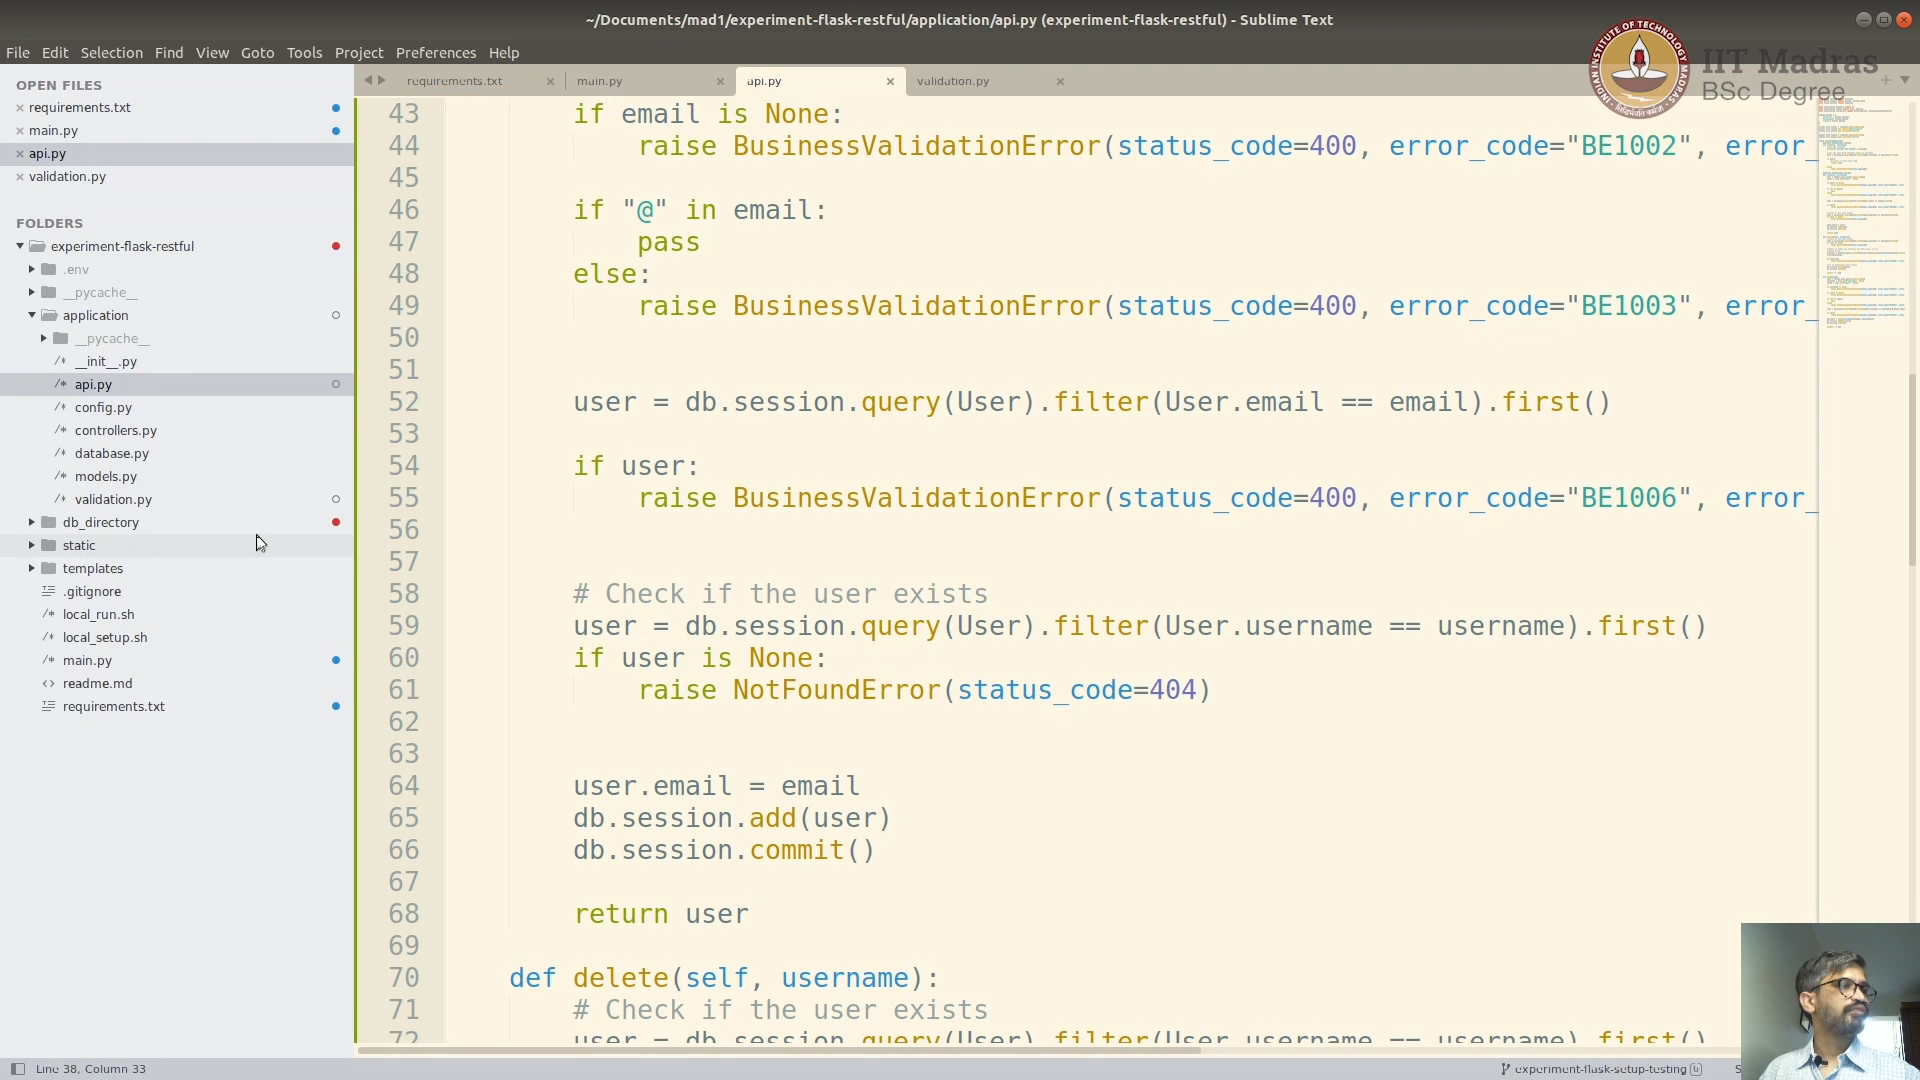 ~/Documents/mad1/experiment-flask-restful/application/api.py (experiment-flask-restful) - Sublime Text
File Edit Selection Find View Goto Tools Project Preferences Help
IIT Madras
BSc Degree
INDIAN INSTITUTE OF TECHNOLOGY MADRAS
OPEN FILES
requirements.txt
main.py
api.py
validation.py
FOLDERS
experiment-flask-restful
.env
__pycache__
application
__pycache__
__init__.py
api.py
config.py
controllers.py
database.py
models.py
validation.py
db_directory
static
templates
.gitignore
local_run.sh
local_setup.sh
main.py
readme.md
requirements.txt
requirements.txt main.py api.py validation.py
43 if email is None:
44 raise BusinessValidationError(status_code=400, error_code="BE1002", error_
45
46 if "@" in email:
47 pass
48 else:
49 raise BusinessValidationError(status_code=400, error_code="BE1003", error_
50
51
52 user = db.session.query(User).filter(User.email == email).first()
53
54 if user:
55 raise BusinessValidationError(status_code=400, error_code="BE1006", error_
56
57
58 # Check if the user exists
59 user = db.session.query(User).filter(User.username == username).first()
60 if user is None:
61 raise NotFoundError(status_code=404)
62
63
64 user.email = email
65 db.session.add(user)
66 db.session.commit()
67
68 return user
69
70 def delete(self, username):
71 # Check if the user exists
72 user = db.session.query(User).filter(User.username == username).first()
Line 38, Column 33
experiment-flask-setup-testing